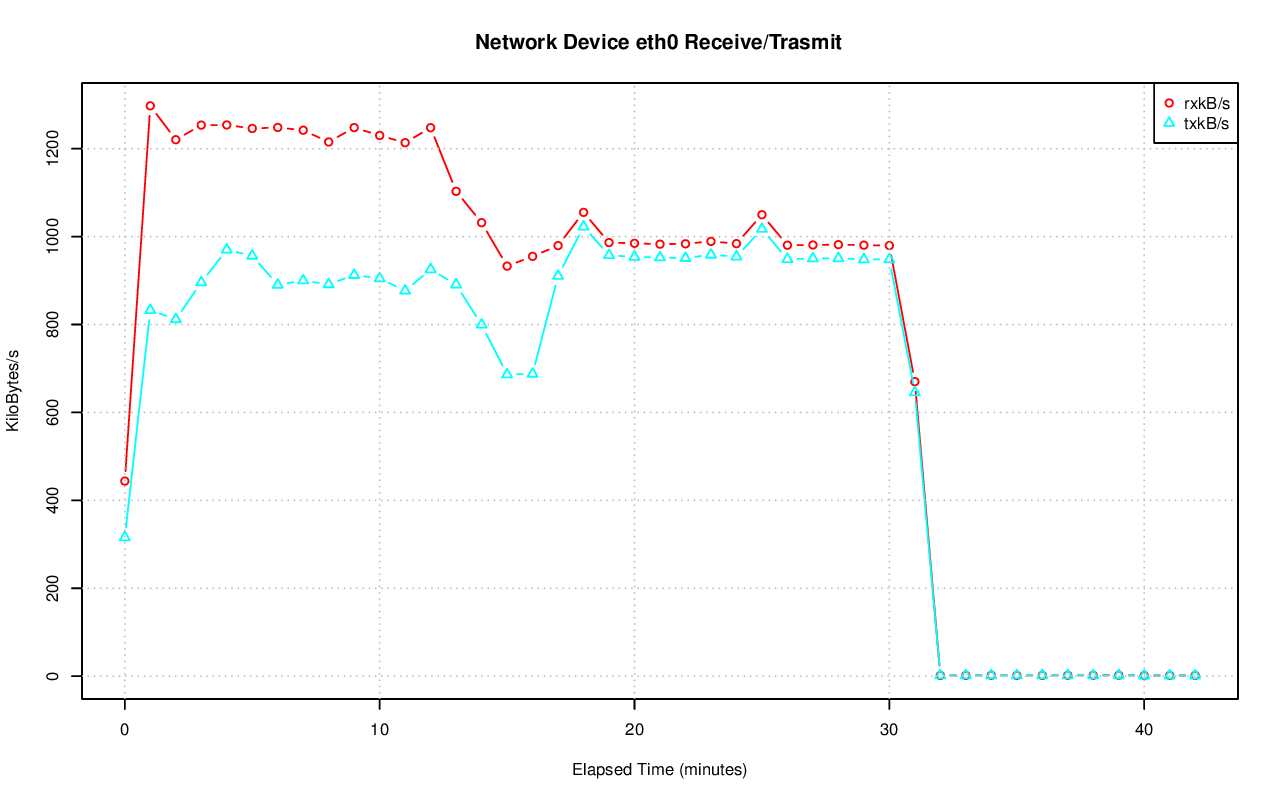 Network Device eth0 Receive/Trasmit
rxkB/s
txkB/s
KiloBytes/s
1200
1000
800
600
400
200
0
0 10 20 30 40
Elapsed Time (minutes)